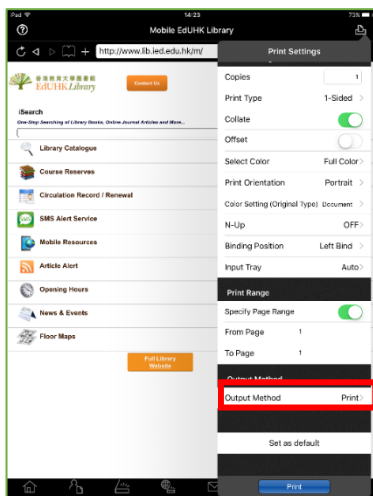 iPad 14:23 73%
Mobile EdUHK Library
http://www.lib.ied.edu.hk/m/
香港教育大學圖書館
EdUHK Library
Contact Us
iSearch
One-Stop Searching of Library Books, Online Journal Articles and More...
Library Catalogue
Course Reserves
Circulation Record / Renewal
SMS Alert Service
Mobile Resources
Article Alert
Opening Hours
News & Events
Floor Maps
Full Library
Website
Print Settings
Copies 1
Print Type 1-Sided >
Collate
Offset
Select Color Full Color>
Print Orientation Portrait >
Color Setting (Original Type) Document >
N-Up OFF>
Binding Position Left Bind >
Input Tray Auto>
Print Range
Specify Page Range
From Page 1
To Page 1
Output Method
Output Method Print>
Set as default
Print